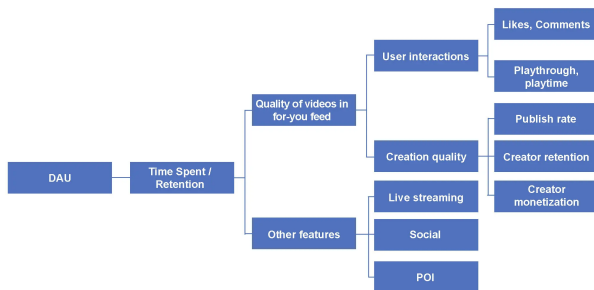 DAU
Time Spent /
Retention
Quality of videos in
for-you feed
User interactions
Likes, Comments
Playthrough,
playtime
Creation quality
Publish rate
Creator retention
Creator
monetization
Other features
Live streaming
Social
POI